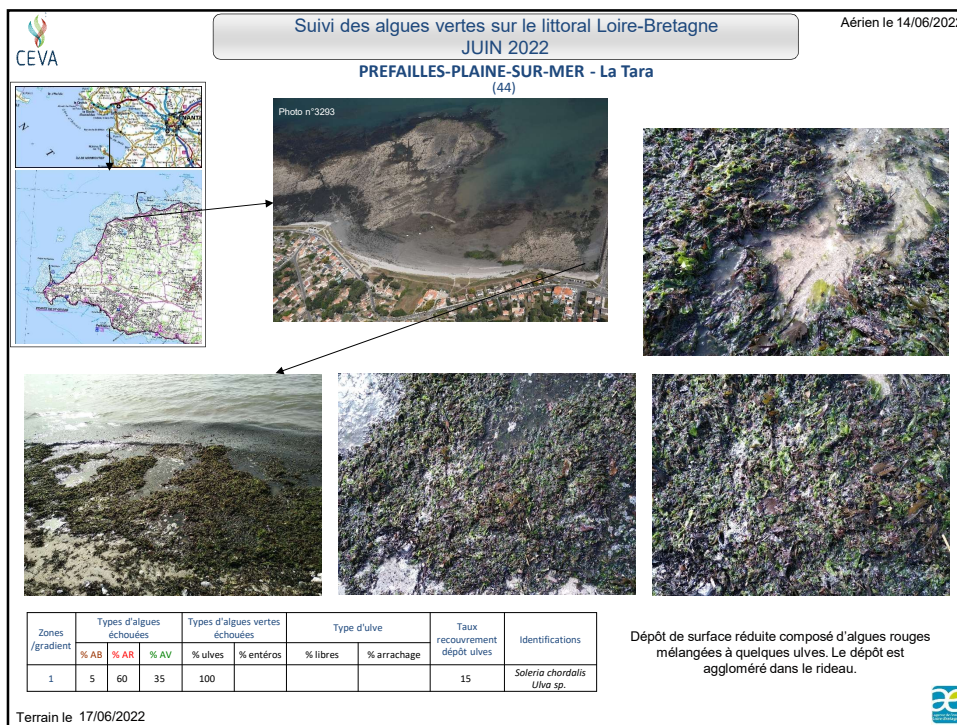 CEVA
Suivi des algues vertes sur le littoral Loire-Bretagne
JUIN 2022
Aérien le 14/06/2022
PREFAILLES-PLAINE-SUR-MER - La Tara
(44)
Photo n°3293
Zones /gradient
Types d'algues échouées
Types d'algues vertes échouées
Type d'ulve
Taux recouvrement dépôt ulves
Identifications
% AB % AR % AV % ulves % entéros % libres % arrachage
1 5 60 35 100 15 Soleria chordalis Ulva sp.
Dépôt de surface réduite composé d'algues rouges
mélangées à quelques ulves. Le dépôt est
aggloméré dans le rideau.
Terrain le 17/06/2022